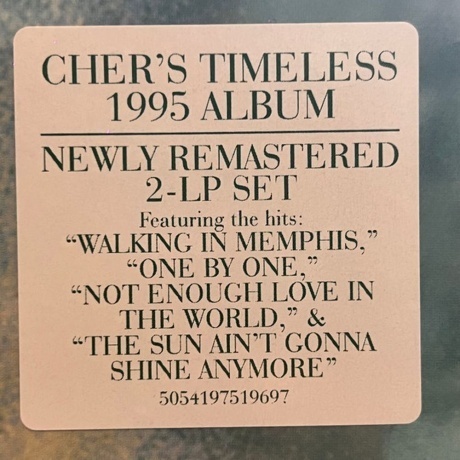 CHER'S TIMELESS
1995 ALBUM
NEWLY REMASTERED
2-LP SET
Featuring the hits:
“WALKING IN MEMPHIS,”
“ONE BY ONE,”
“NOT ENOUGH LOVE IN
THE WORLD,” &
“THE SUN AIN'T GONNA
SHINE ANYMORE”
5054197519697